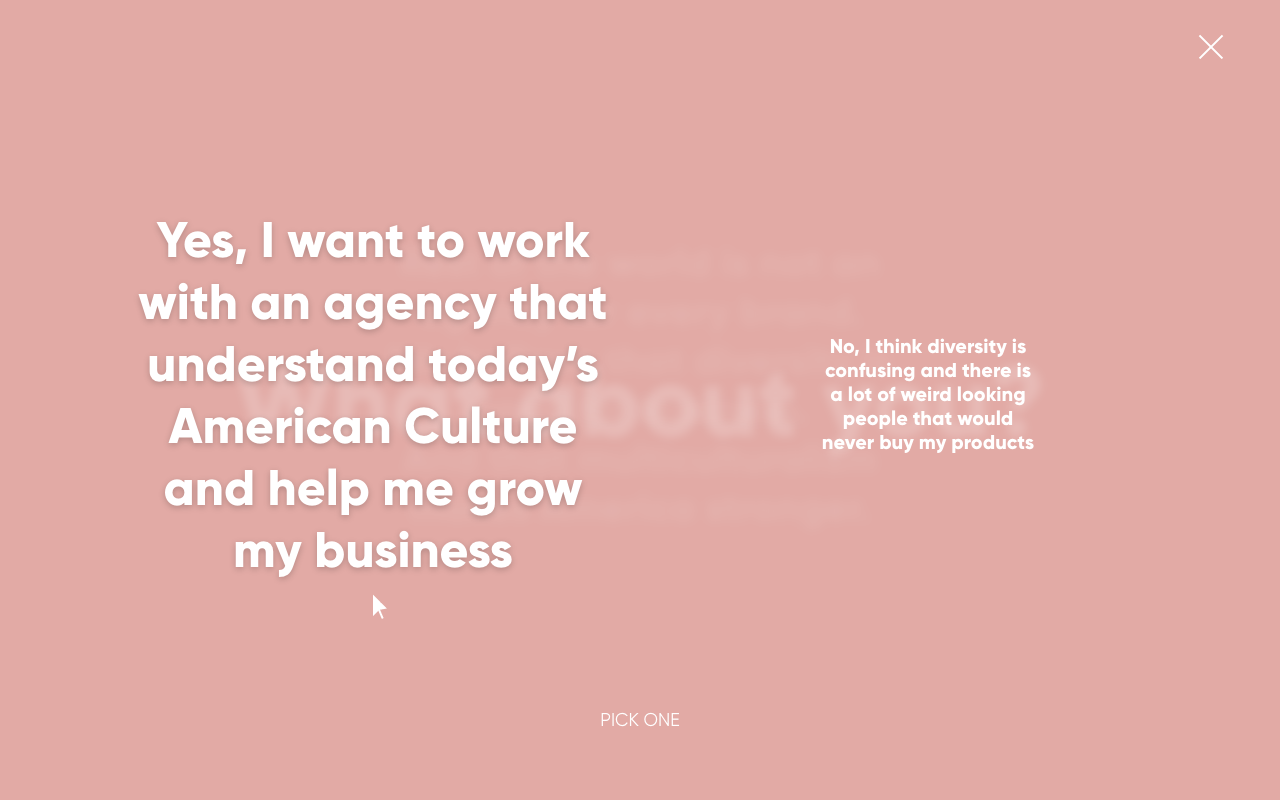 Yes, I want to work
with an agency that
understand today’s
American Culture
and help me grow
my business
No, I think diversity is
confusing and there is
a lot of weird looking
people that would
never buy my products
PICK ONE